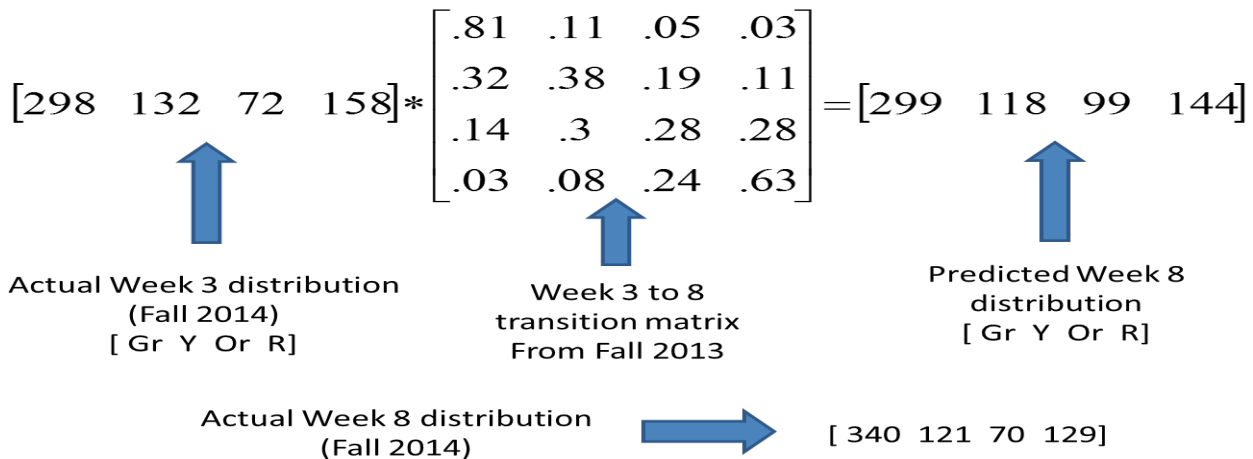 .81 .11 .05 .03
.32 .38 .19 .11
[298 132 72 158]* =[299 118 99 144]
.14 .3 .28 .28
.03 .08 .24 .63
Actual Week 3 distribution
(Fall 2014)
[ Gr Y Or R]
Week 3 to 8
transition matrix
From Fall 2013
Predicted Week 8
distribution
[ Gr Y Or R]
Actual Week 8 distribution
(Fall 2014)
[ 340 121 70 129]